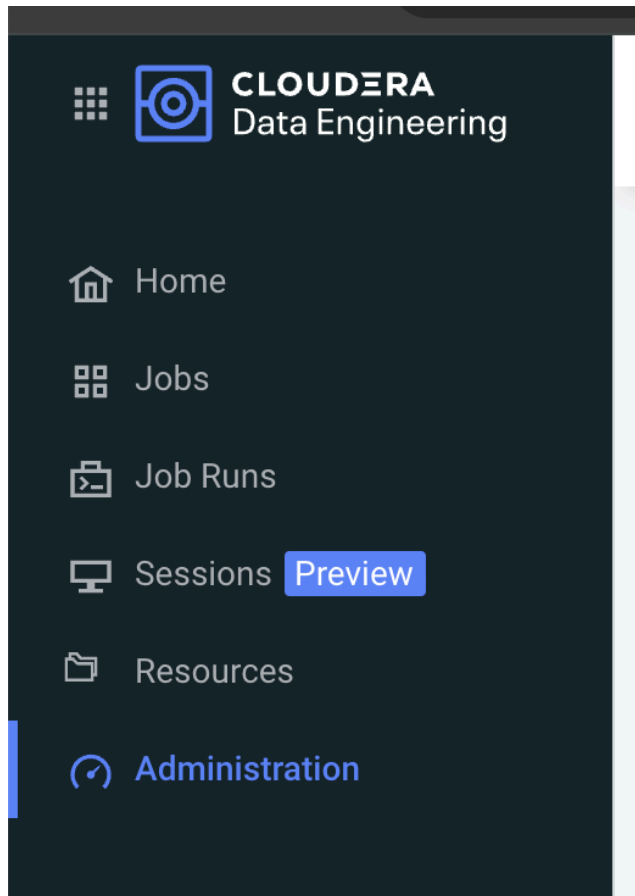 CLOUDERA
Data Engineering
Home
Jobs
Job Runs
Sessions Preview
Resources
Administration